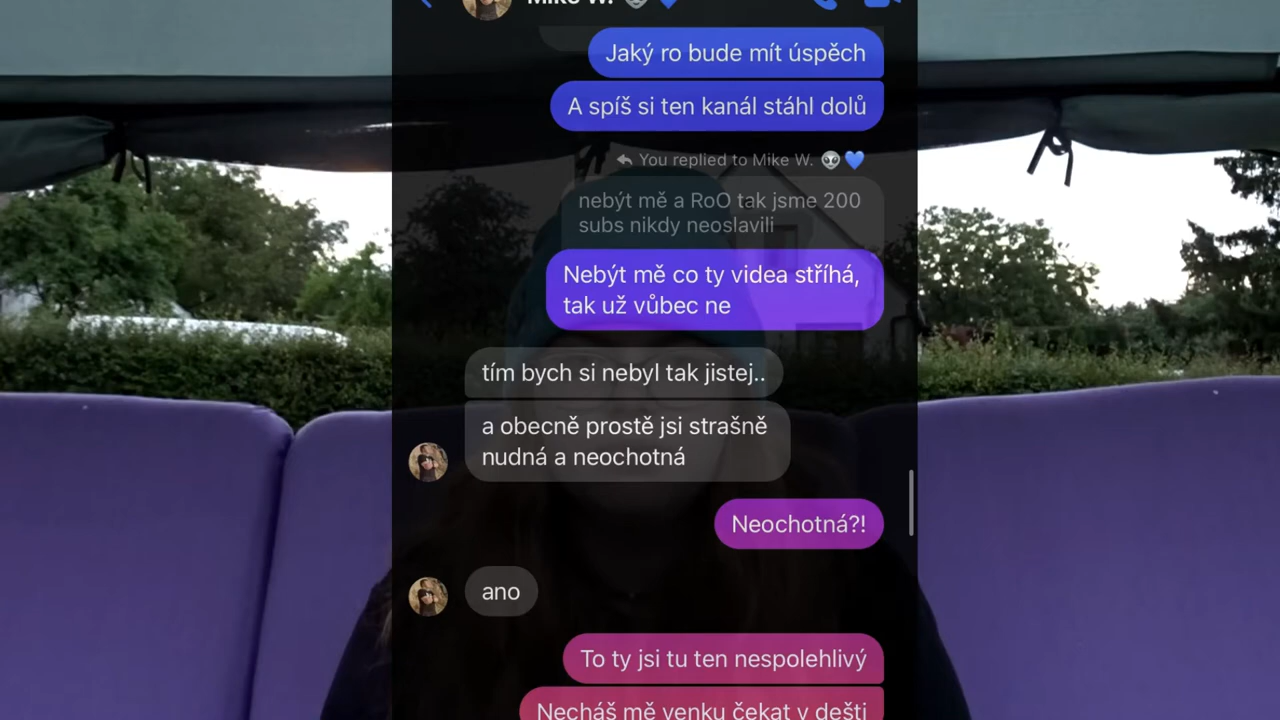 Mike W. 👽💙
Jaký ro bude mít úspěch
A spíš si ten kanál stáhl dolů
You replied to Mike W. 👽💙
nebýt mě a RoO tak jsme 200
subs nikdy neoslavili
Nebýt mě co ty videa stříhá,
tak už vůbec ne
tím bych si nebyl tak jistej..
a obecně prostě jsi strašně
nudná a neochotná
Neochotná?!
ano
To ty jsi tu ten nespolehlivý
Necháš mě venku čekat v dešti